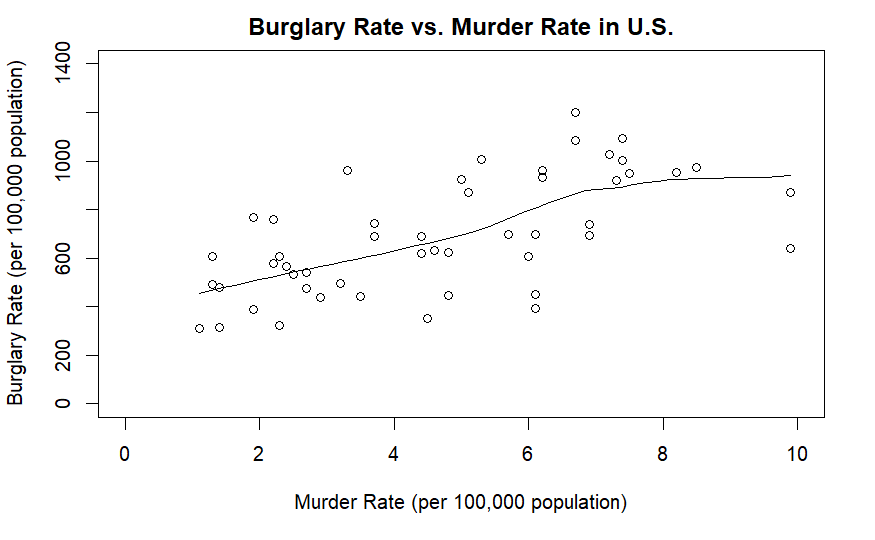 Burglary Rate vs. Murder Rate in U.S.
Burglary Rate (per 100,000 population)
1400
1000
600
200
0
0 2 4 6 8 10
Murder Rate (per 100,000 population)